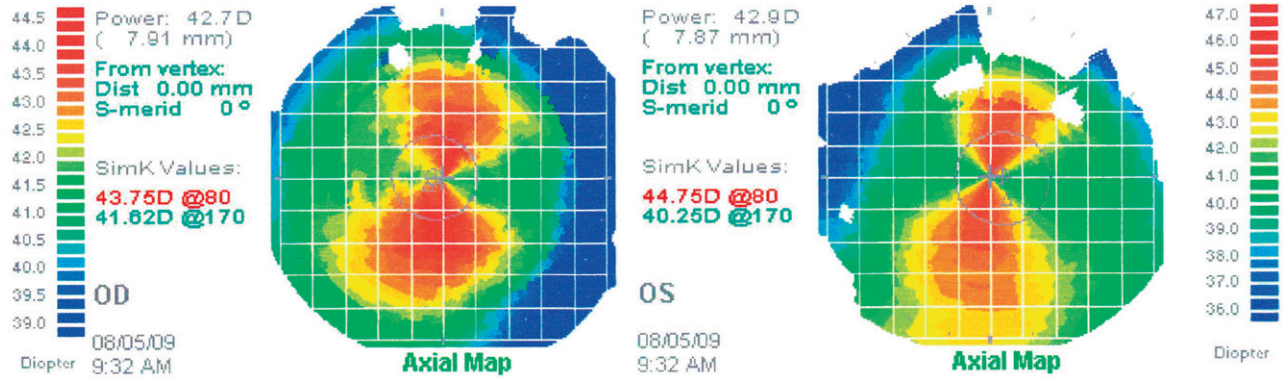 44.5
44.0
43.5
43.0
42.5
42.0
41.5
41.0
40.5
40.0
39.5
39.0
Diopter
Power: 42.7 D
( 7.91 mm)
From vertex:
Dist 0.00 mm
S-merid 0 °
SimK Values:
43.75D @80
41.62D @170
OD
08/05/09
9:32 AM
Axial Map
Power: 42.9 D
( 7.87 mm)
From vertex:
Dist 0.00 mm
S-merid 0 °
SimK Values:
44.75D @80
40.25D @170
OS
08/05/09
9:32 AM
Axial Map
47.0
46.0
45.0
44.0
43.0
42.0
41.0
40.0
39.0
38.0
37.0
36.0
Diopter